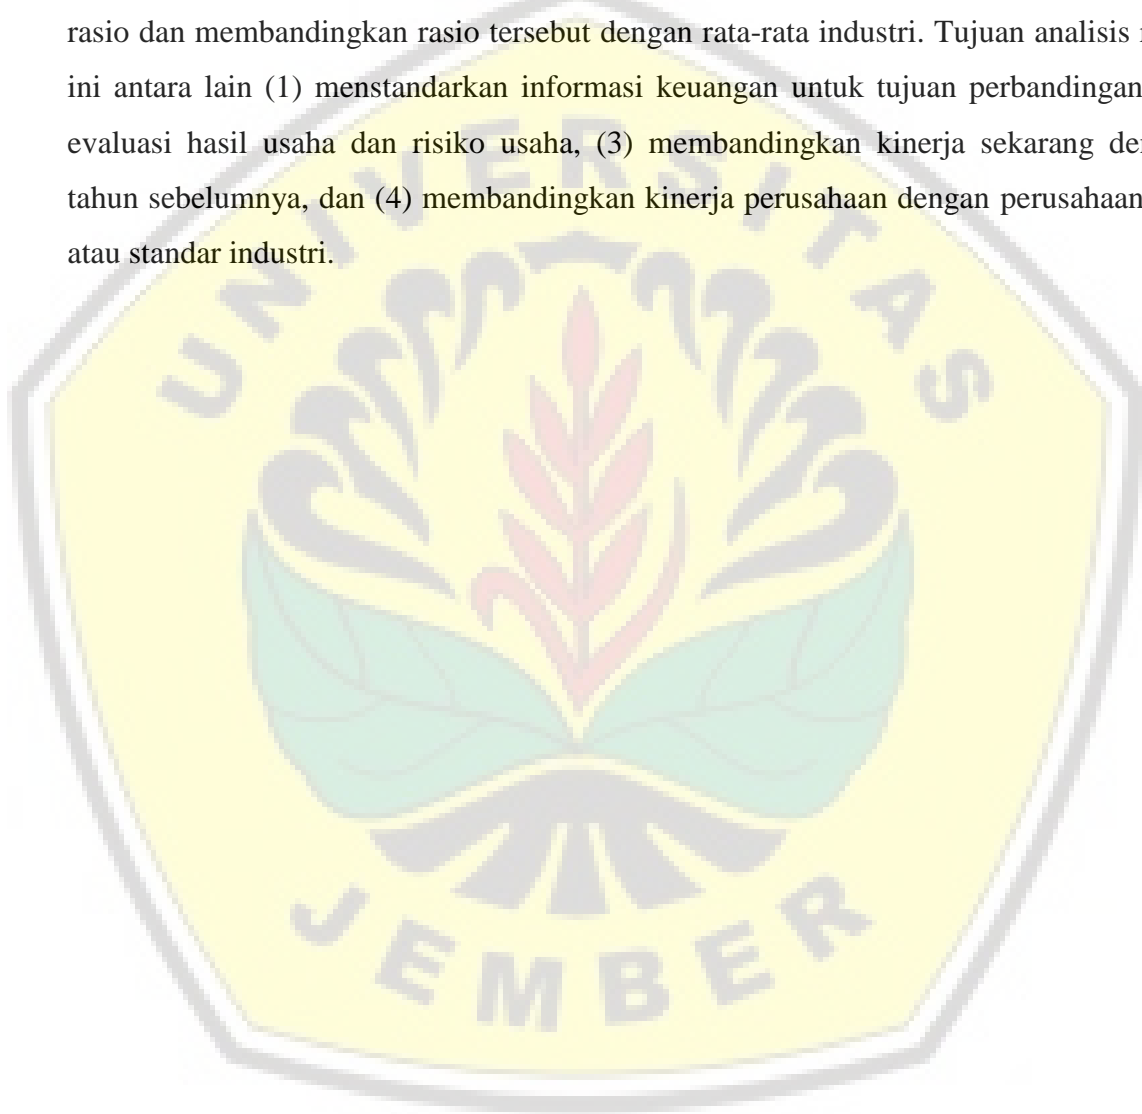 rasio dan membandingkan rasio tersebut dengan rata-rata industri. Tujuan analisis
ini antara lain (1) menstandarkan informasi keuangan untuk tujuan perbandingan
evaluasi hasil usaha dan risiko usaha, (3) membandingkan kinerja sekarang
tahun sebelumnya, dan (4) membandingkan kinerja perusahaan dengan perusahaan
atau standar industri.
UNIVERSITAS
JEMBER